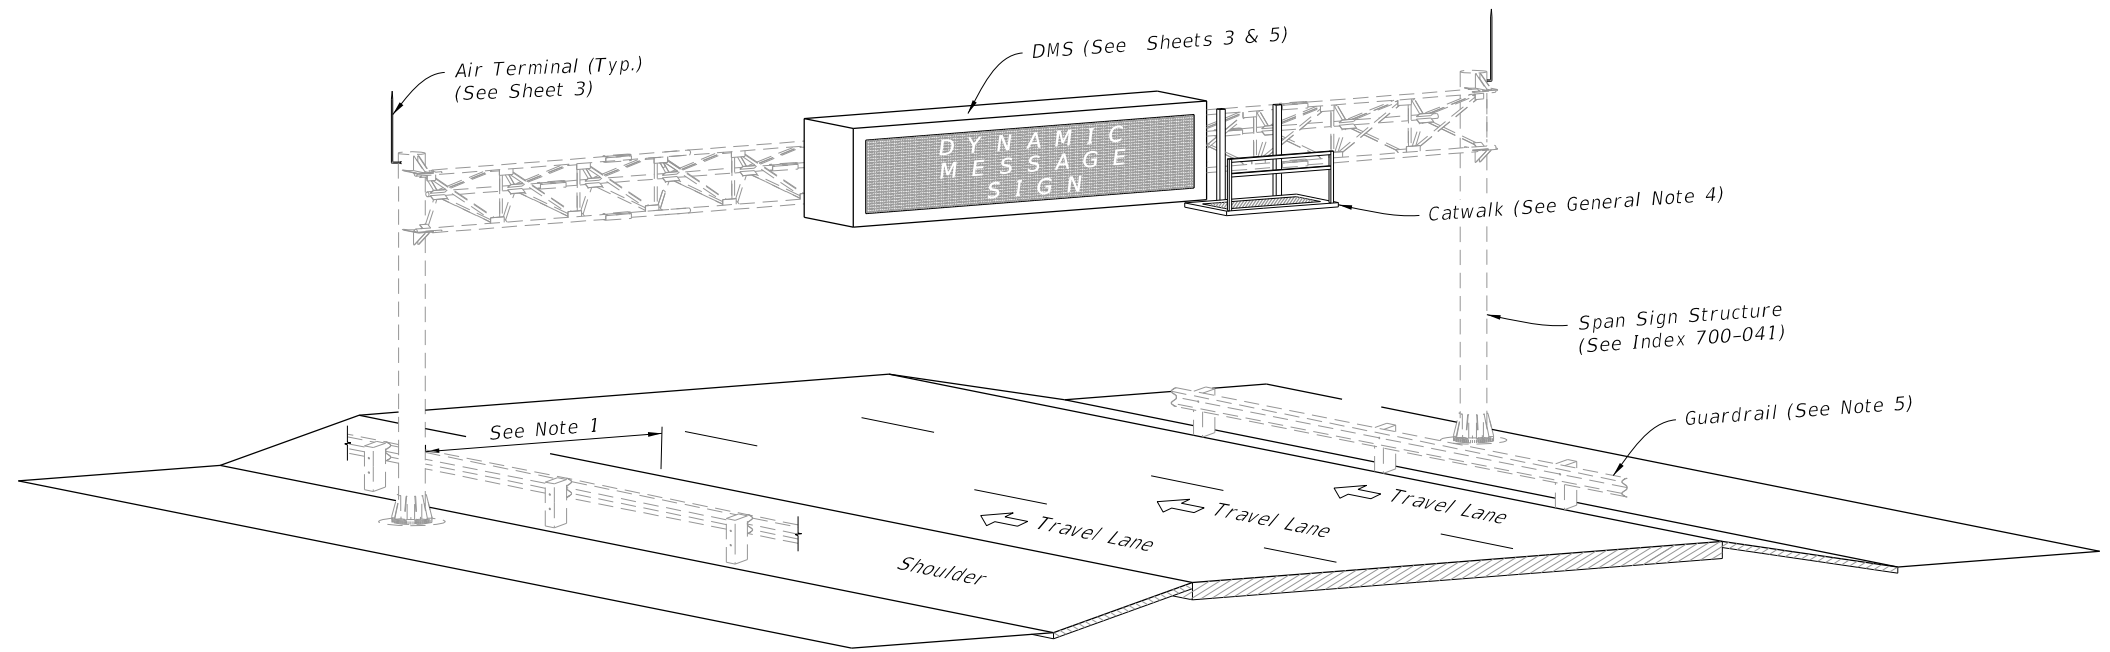 DMS (See Sheets 3 & 5)
Air Terminal (Typ.)
(See Sheet 3)
DYNAMIC
MESSAGE
SIGN
Catwalk (See General Note 4)
Span Sign Structure
(See Index 700-041)
Guardrail (See Note 5)
See Note 1
Travel Lane
Travel Lane
Travel Lane
Shoulder